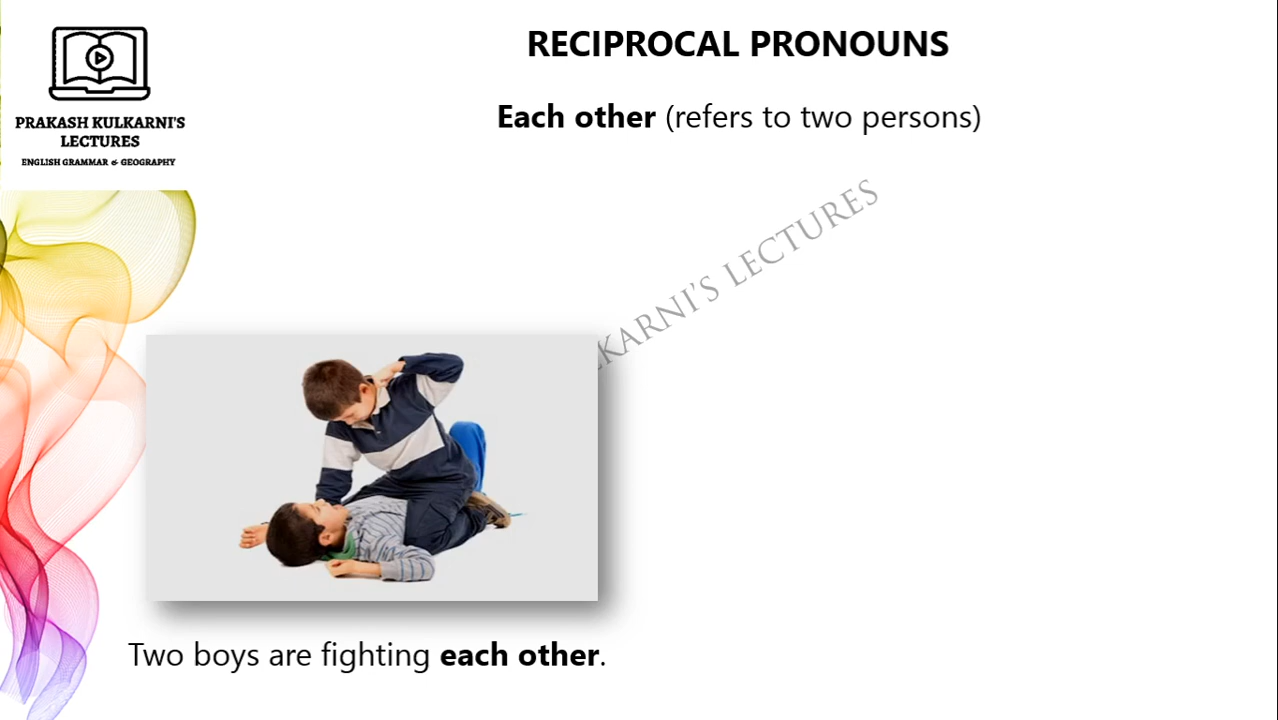 PRAKASH KULKARNI'S
LECTURES
ENGLISH GRAMMAR & GEOGRAPHY
RECIPROCAL PRONOUNS
Each other (refers to two persons)
LECTURES
Two boys are fighting each other.